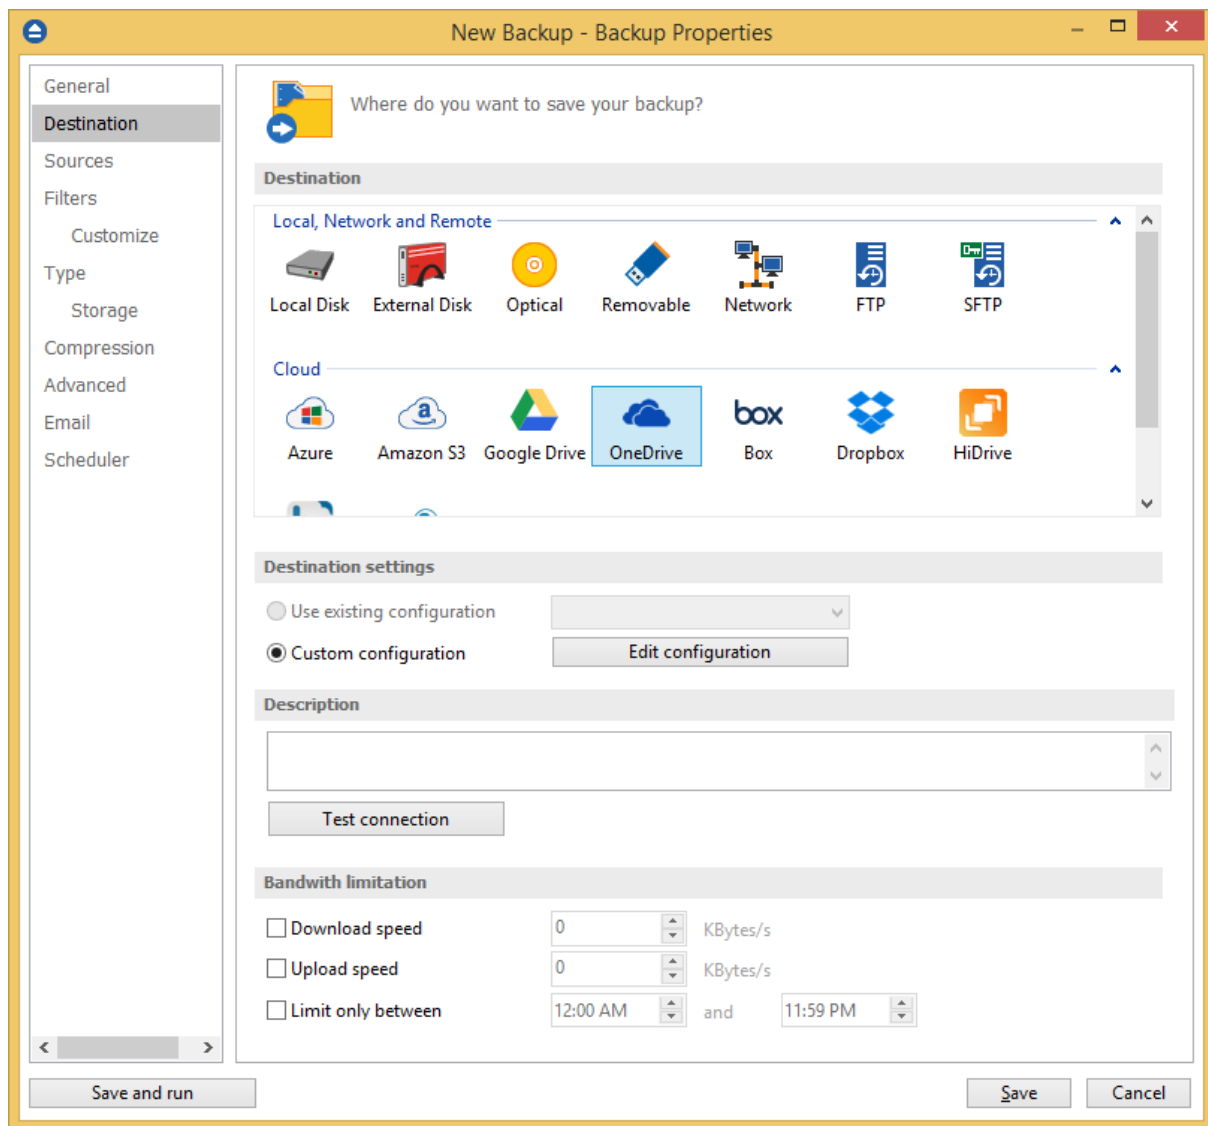 New Backup - Backup Properties
General
Destination
Sources
Filters
Customize
Type
Storage
Compression
Advanced
Email
Scheduler
Where do you want to save your backup?
Destination
Local, Network and Remote
Local Disk External Disk Optical Removable Network FTP SFTP
Cloud
a
box
Azure Amazon S3 Google Drive OneDrive Box Dropbox HiDrive
Destination settings
Use existing configuration
Custom configuration Edit configuration
Description
Test connection
Bandwith limitation
Download speed 0 KBytes/s
Upload speed 0 KBytes/s
Limit only between 12:00 AM and 11:59 PM
Save and run Save Cancel